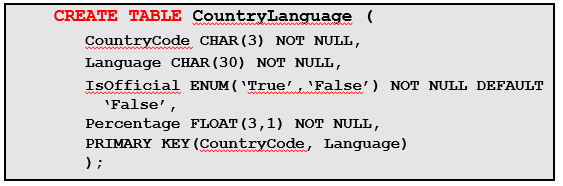 CREATE TABLE CountryLanguage (
CountryCode CHAR(3) NOT NULL,
Language CHAR(30) NOT NULL,
IsOfficial ENUM(‘True’,‘False’) NOT NULL DEFAULT
‘False’,
Percentage FLOAT(3,1) NOT NULL,
PRIMARY KEY(CountryCode, Language)
);